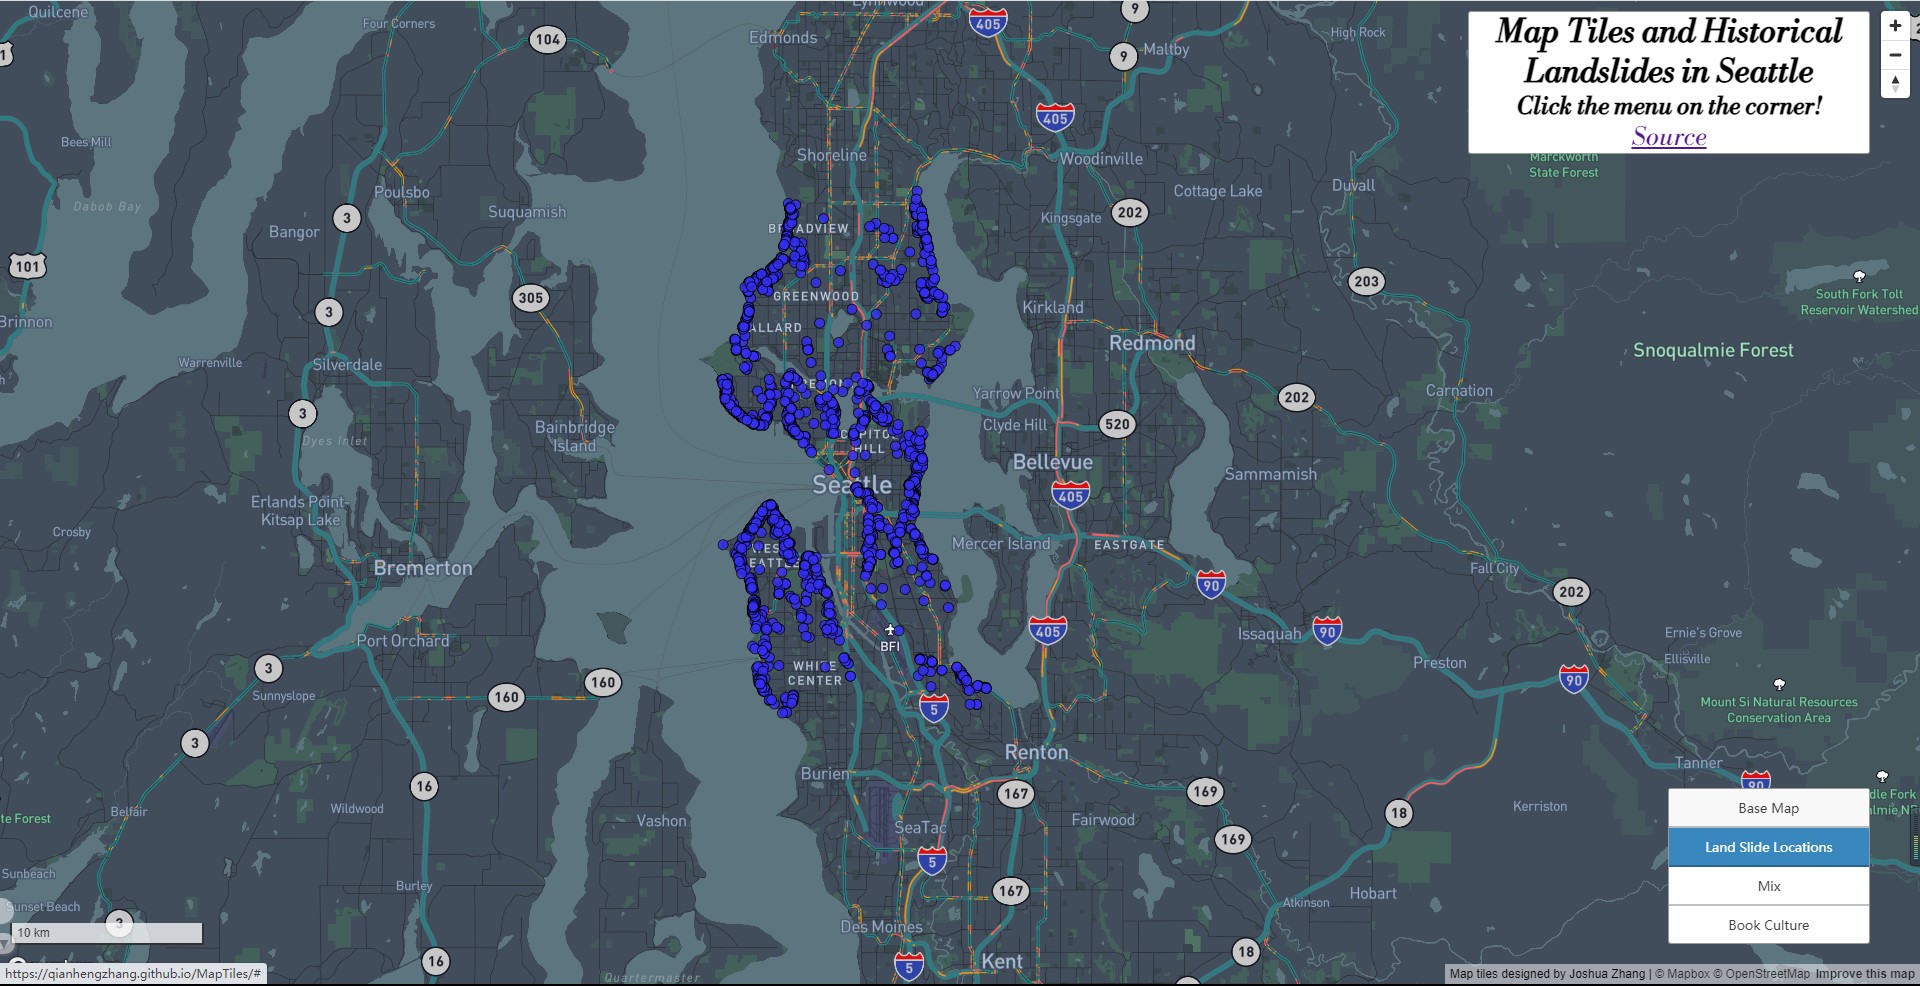 Quilcene
Four Corners
104
Edmonds
405
9
9
Maltby
High Rock
Map Tiles and Historical
Landslides in Seattle
Click the menu on the corner!
Source
+
−
405
Bees Mill
Shoreline
Woodinville
Marckworth
State Forest
Poulsbo
Cottage Lake
Duvall
Dabob Bay
3
Suquamish
Kingsgate
202
Bangor
101
305
203
GREENWOOD
Kirkland
South Fork Tolt
Reservoir Watershed
3
Brinnon
Redmond
Snoqualmie Forest
Warrenville
Silverdale
Yarrow Point
202
Carnation
3
Bainbridge
Island
Clyde Hill
520
Dyes Inlet
HILL
Bellevue
Sammamish
Seattle
405
Erlands Point-
Kitsap Lake
Crosby
Mercer Island
EASTGATE
Bremerton
90
Fall City
202
BFI
405
Issaquah
90
Ernie's Grove
Port Orchard
Ellisville
3
WHITE
CENTER
Preston
90
Sunnyslope
160
160
5
Mount Si Natural Resources
Conservation Area
3
Renton
Tanner
Burien
16
167
169
90
Base Map
dle Fork
Belfair
Wildwood
Vashon
SeaTac
Fairwood
18
Kerriston
te Forest
169
Land Slide Locations
5
Sunbeach
Burley
167
Hobart
Mix
Sunset Beach
Atkinson
3
10 km
Des Moines
Book Culture
16
5
Kent
18
https://qianhengzhang.github.io/MapTiles/#
Quartermaster
Map tiles designed by Joshua Zhang | © Mapbox © OpenStreetMap Improve this map